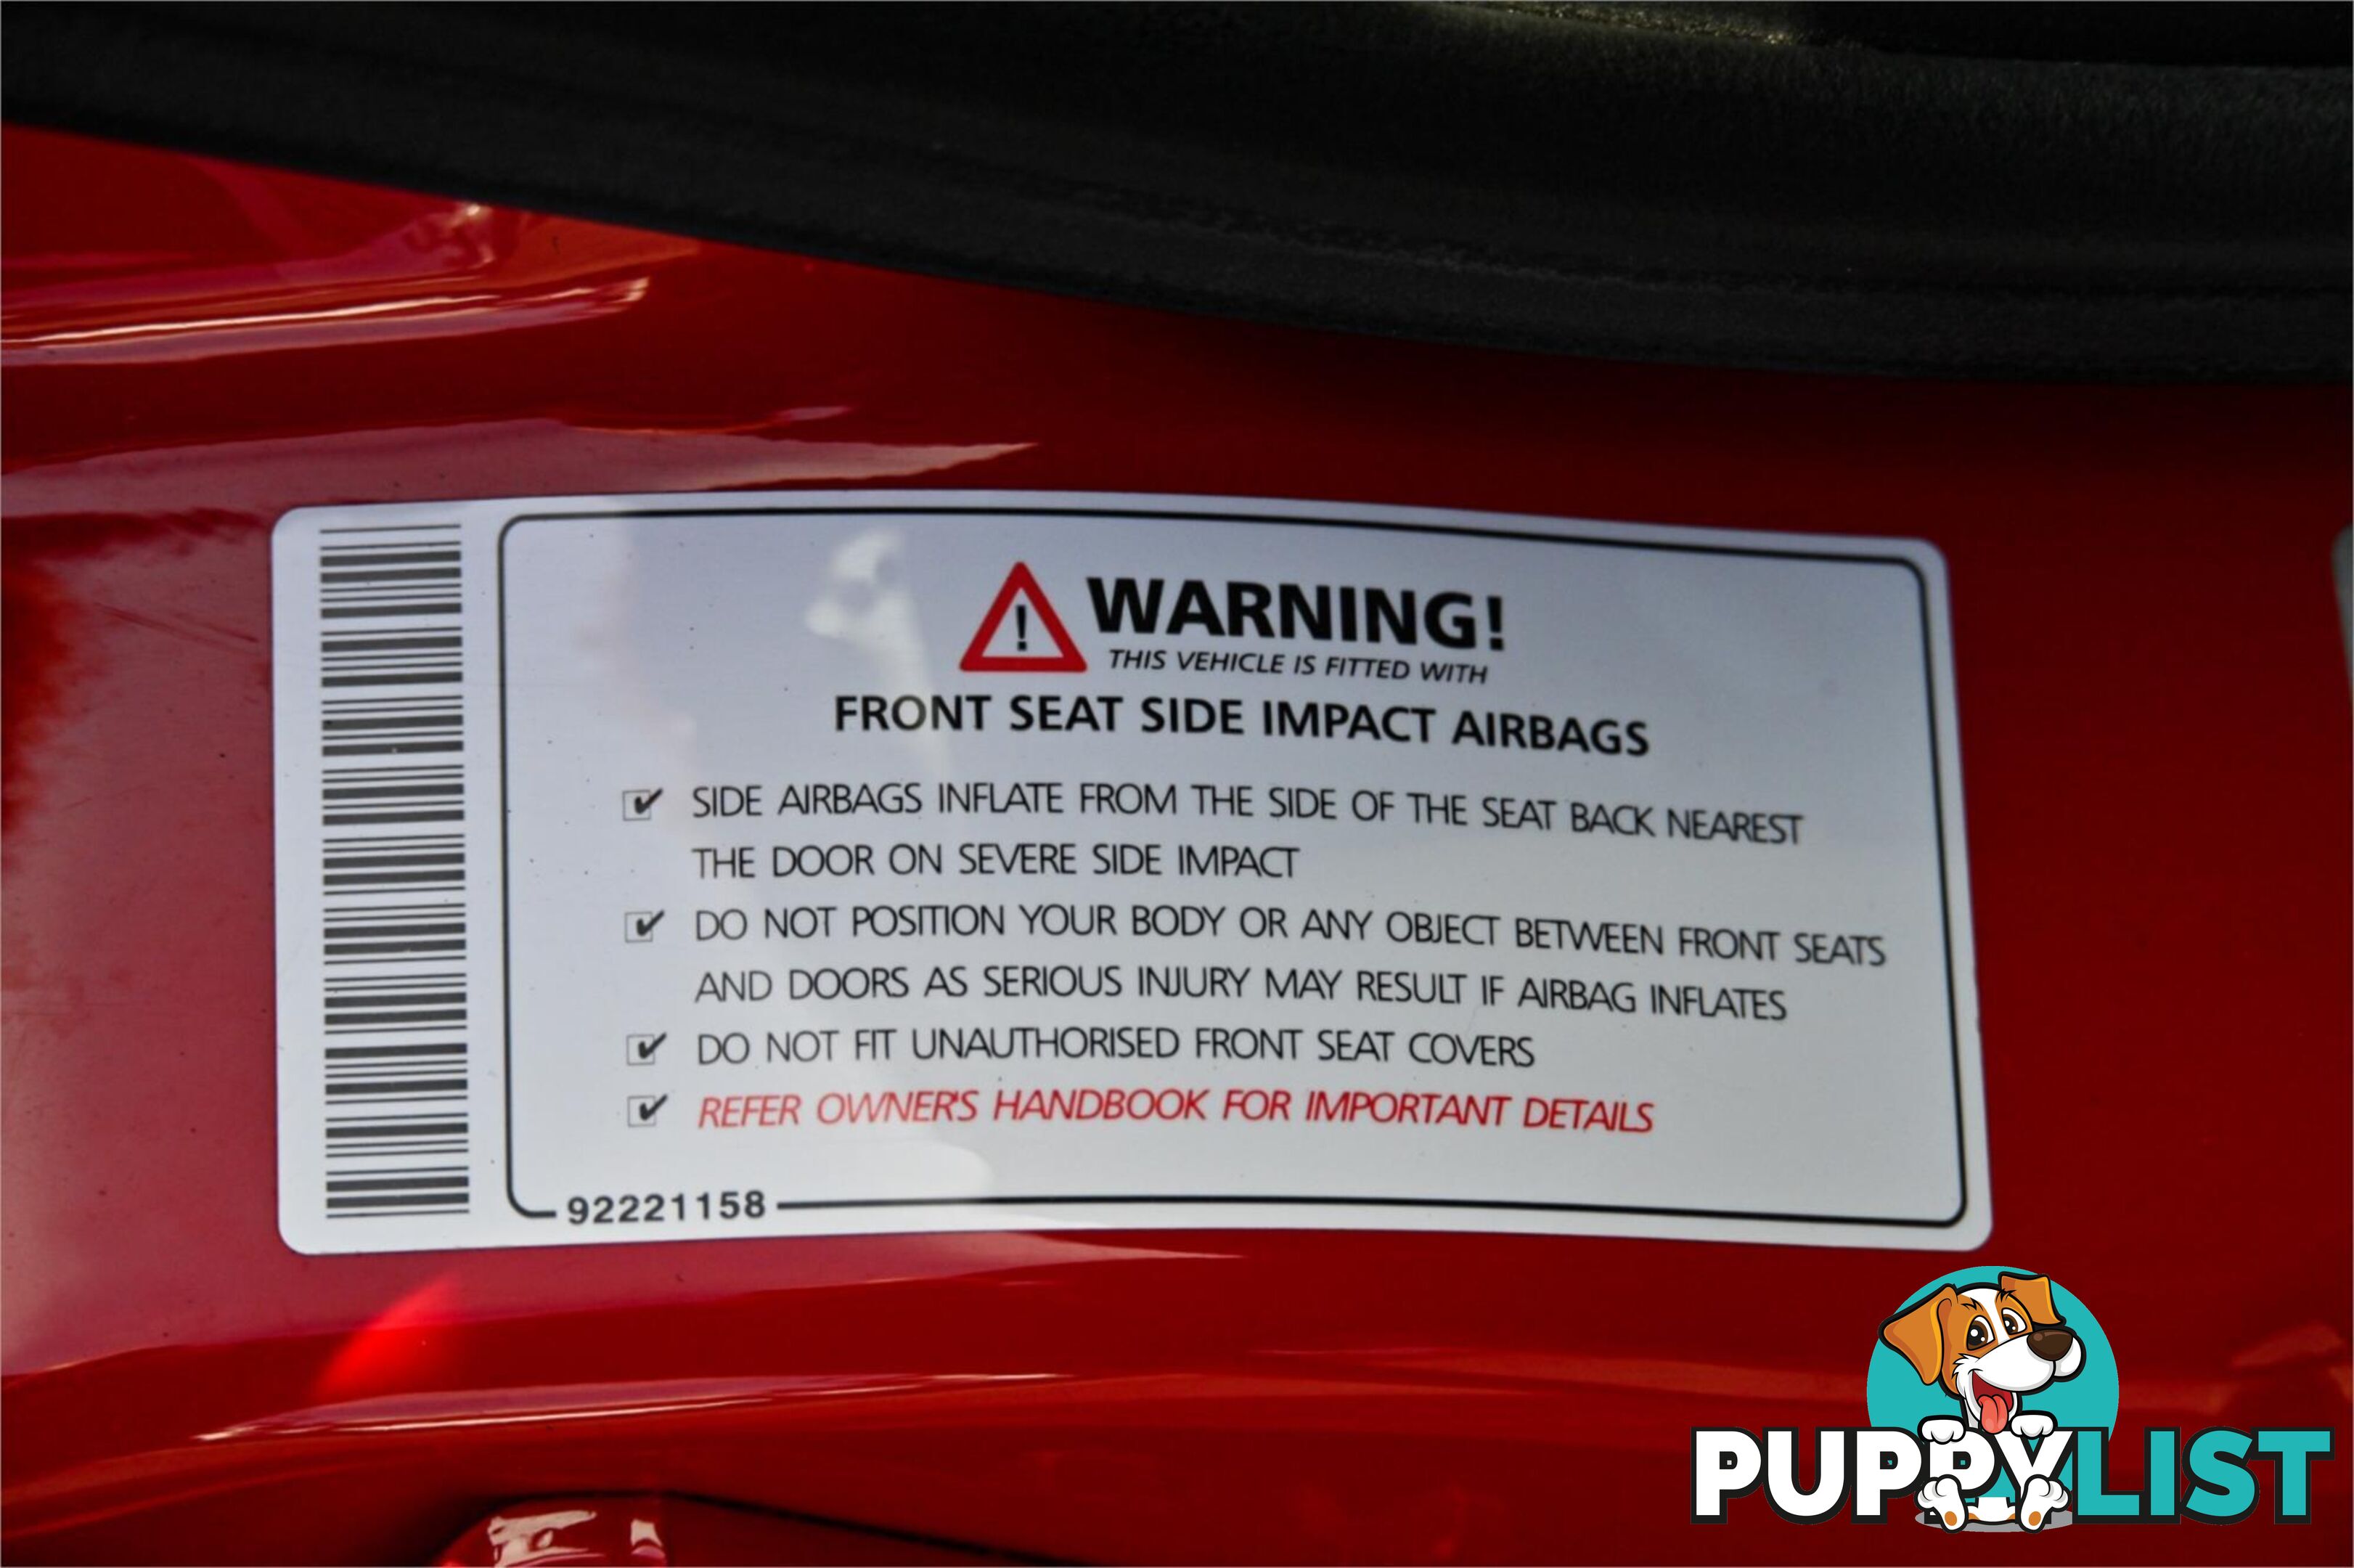 WARNING!
THIS VEHICLE IS FITTED WITH
FRONT SEAT SIDE IMPACT AIRBAGS
SIDE AIRBAGS INFLATE FROM THE SIDE OF THE SEAT BACK NEAREST
THE DOOR ON SEVERE SIDE IMPACT
DO NOT POSITION YOUR BODY OR ANY OBJECT BETWEEN FRONT SEATS
AND DOORS AS SERIOUS INJURY MAY RESULT IF AIRBAG INFLATES
DO NOT FIT UNAUTHORISED FRONT SEAT COVERS
REFER OWNER'S HANDBOOK FOR IMPORTANT DETAILS
92221158
PUPPYLIST